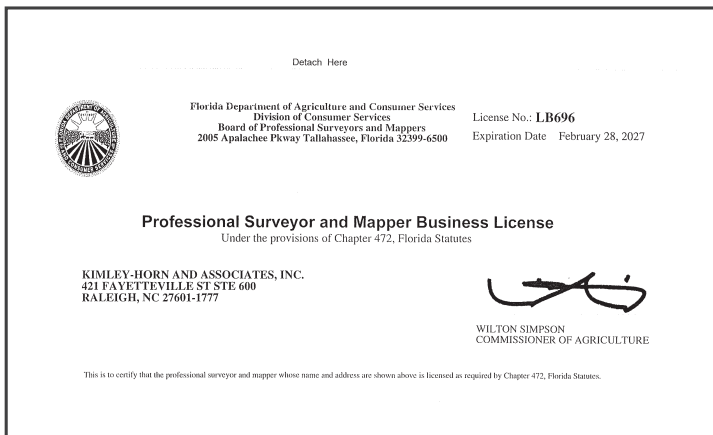 Detach Here
Florida Department of Agriculture and Consumer Services
Division of Consumer Services
Board of Professional Surveyors and Mappers
2005 Apalachee Pkway Tallahassee, Florida 32399-6500
License No.: LB696
Expiration Date February 28, 2027
Professional Surveyor and Mapper Business License
Under the provisions of Chapter 472, Florida Statutes
KIMLEY-HORN AND ASSOCIATES, INC.
421 FAYETTEVILLE ST STE 600
RALEIGH, NC 27601-1777
WILTON SIMPSON
COMMISSIONER OF AGRICULTURE
This is to certify that the professional surveyor and mapper whose name and address are shown above is licensed as required by Chapter 472, Florida Statutes.